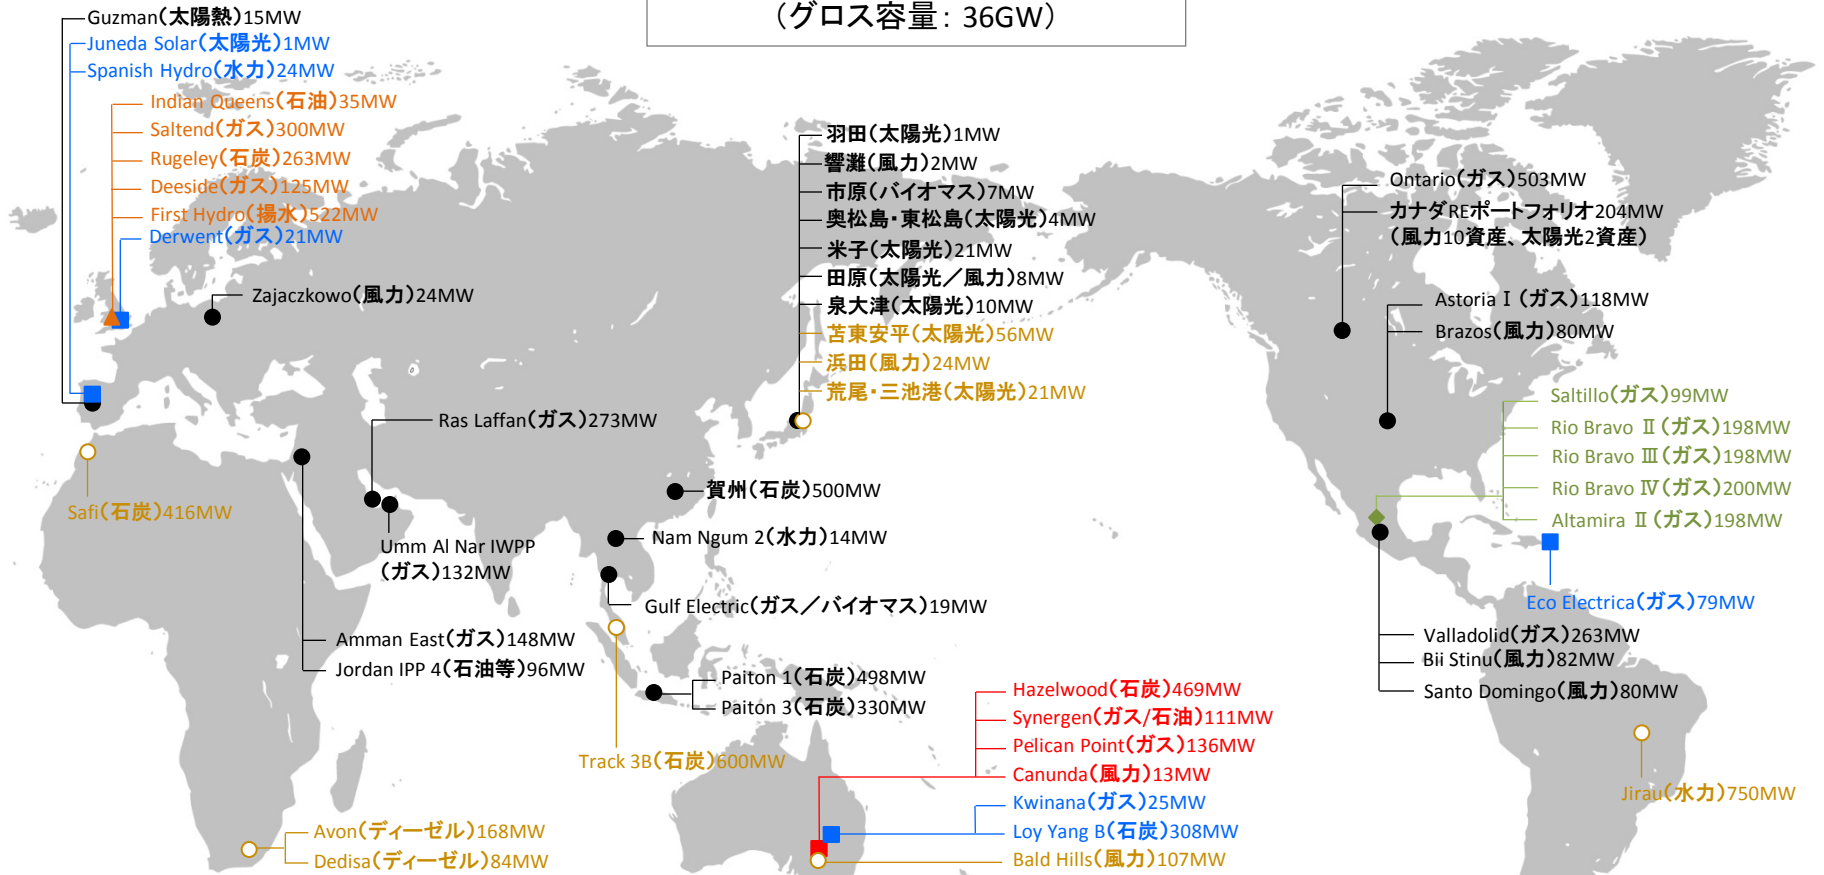 (グロス容量: 36GW)
Guzman(太陽熱)15MW
Juneda Solar(太陽光)1MW
Spanish Hydro(水力)24MW
Indian Queens(石油)35MW
Saltend(ガス)300MW
Rugeley(石炭)263MW
Deeside(ガス)125MW
First Hydro(揚水)522MW
Derwent(ガス)21MW
Zajaczkowo(風力)24MW
羽田(太陽光)1MW
響灘(風力)2MW
市原(バイオマス)7MW
奥松島・東松島(太陽光)4MW
米子(太陽光)21MW
田原(太陽光／風力)8MW
泉大津(太陽光)10MW
苫東安平(太陽光)56MW
浜田(風力)24MW
荒尾・三池港(太陽光)21MW
Ontario(ガス)503MW
カナダREポートフォリオ204MW
(風力10資産、太陽光2資産)
Astoria I (ガス)118MW
Brazos(風力)80MW
Saltillo(ガス)99MW
Rio Bravo Ⅱ(ガス)198MW
Rio Bravo Ⅲ(ガス)198MW
Rio Bravo Ⅳ(ガス)200MW
Altamira Ⅱ(ガス)198MW
Ras Laffan(ガス)273MW
Safi(石炭)416MW
Umm Al Nar IWPP
(ガス)132MW
賀州(石炭)500MW
Nam Ngum 2(水力)14MW
Gulf Electric(ガス／バイオマス)19MW
Eco Electrica(ガス)79MW
Amman East(ガス)148MW
Jordan IPP 4(石油等)96MW
Valladolid(ガス)263MW
Bii Stinu(風力)82MW
Santo Domingo(風力)80MW
Paiton 1(石炭)498MW
Paiton 3(石炭)330MW
Track 3B(石炭)600MW
Hazelwood(石炭)469MW
Synergen(ガス/石油)111MW
Pelican Point(ガス)136MW
Canunda(風力)13MW
Kwinana(ガス)25MW
Loy Yang B(石炭)308MW
Bald Hills(風力)107MW
Jirau(水力)750MW
Avon(ディーゼル)168MW
Dedisa(ディーゼル)84MW